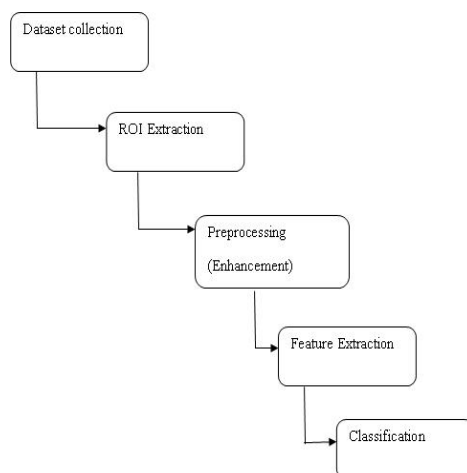 Dataset collection
ROI Extraction
Preprocessing
(Enhancement)
Feature Extraction
Classification